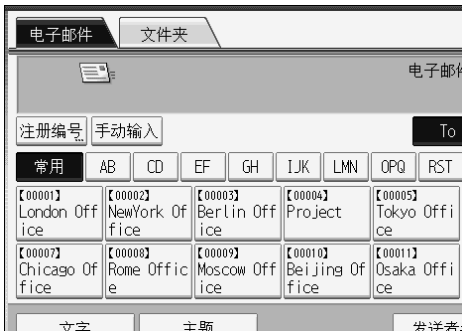 电子邮件 文件夹
电子邮件
注册编号 手动输入 To
常用 AB CD EF GH IJK LMN OPQ RST
【00001】 【00002】 【00003】 【00004】 【00005】
London Off NewYork Of Berlin Off Project Tokyo Offi
ice fice ice ce
【00007】 【00008】 【00009】 【00010】 【00011】
Chicago Of Rome Offic Moscow Off Beijing Of Osaka Offi
fice e ice fice ce
文字 主题 发送者